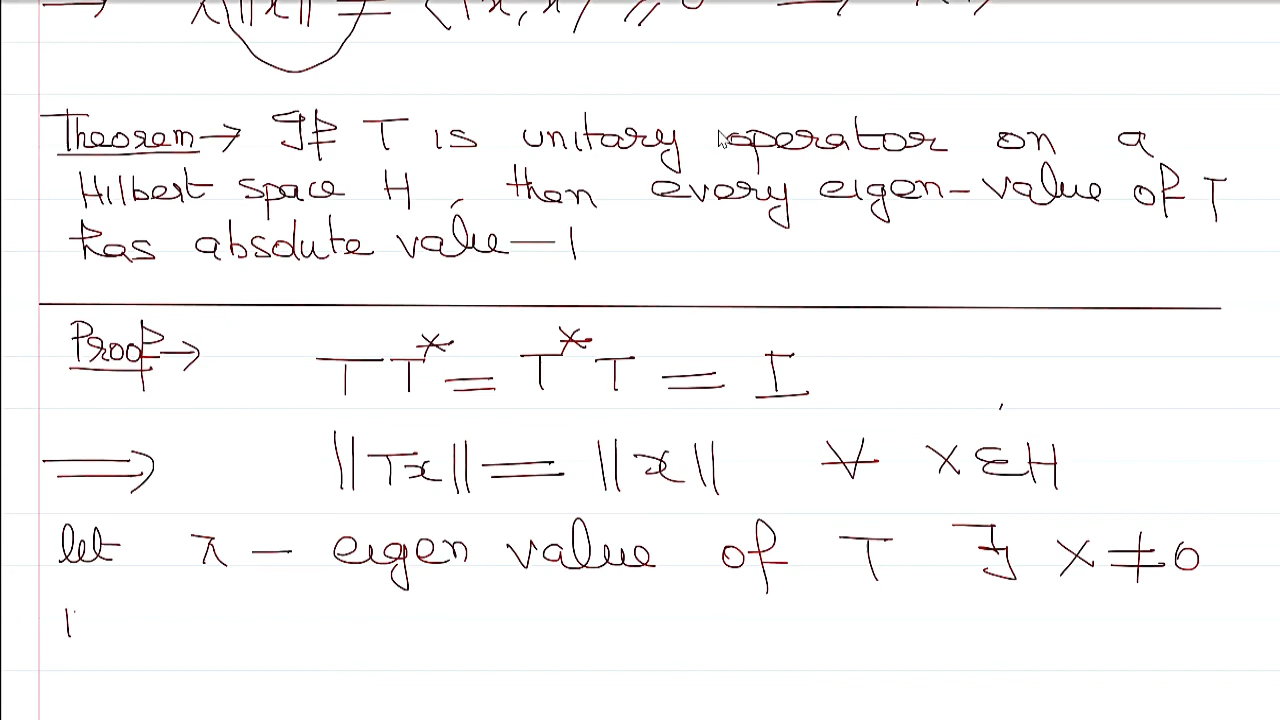 ⇒ λ||x|| = ⟨Tx, x⟩ ⇒
Theorem → If T is unitary operator on a
Hilbert space H, then every eigen-value of T
has absolute value - 1
Proof → TT* = T*T = I
⇒ ||Tx|| = ||x|| ∀ x ∈ H
let λ - eigen value of T ∃ x ≠ 0